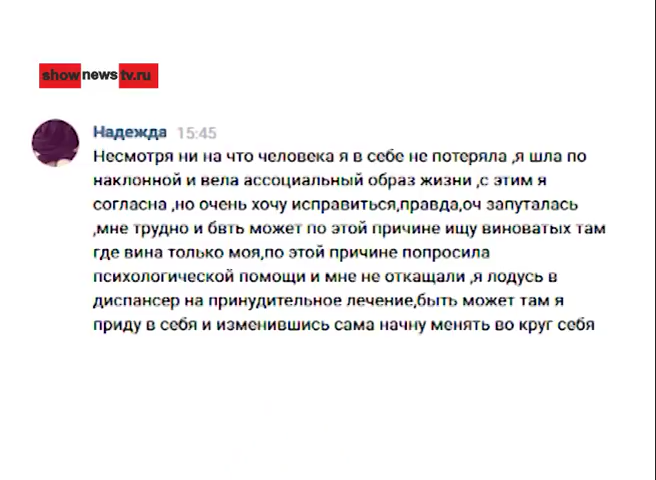 shownewstv.ru
Надежда 15:45
Несмотря ни на что человека я в себе не потеряла ,я шла по
наклонной и вела ассоциальный образ жизни ,с этим я
согласна ,но очень хочу исправиться,правда,оч запуталась
,мне трудно и бвть может по этой причине ищу виноватых там
где вина только моя,по этой причине попросила
психологической помощи и мне не откащали ,я лодусь в
диспансер на принудительное лечение,быть может там я
приду в себя и изменившись сама начну менять во круг себя